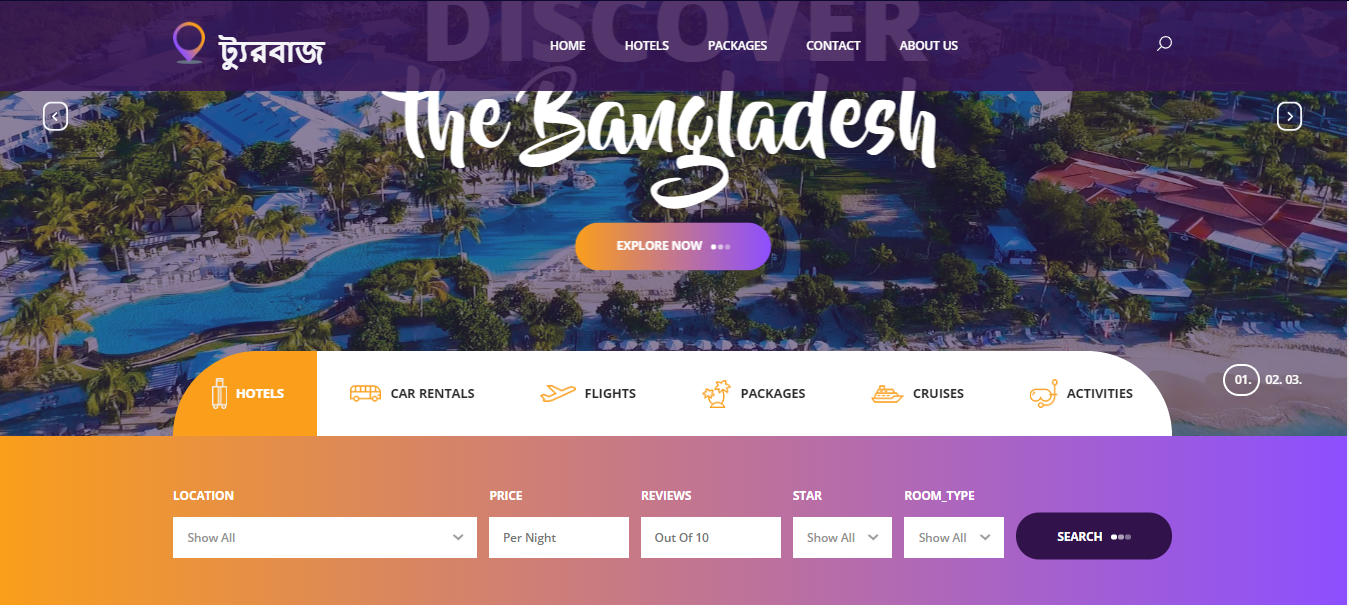 DISCOVER
ট্যুরবাজ
HOME HOTELS PACKAGES CONTACT ABOUT US
the Bangladesh
EXPLORE NOW
HOTELS CAR RENTALS FLIGHTS PACKAGES CRUISES ACTIVITIES
01. 02. 03.
LOCATION PRICE REVIEWS STAR ROOM_TYPE
Show All Per Night Out Of 10 Show All Show All SEARCH